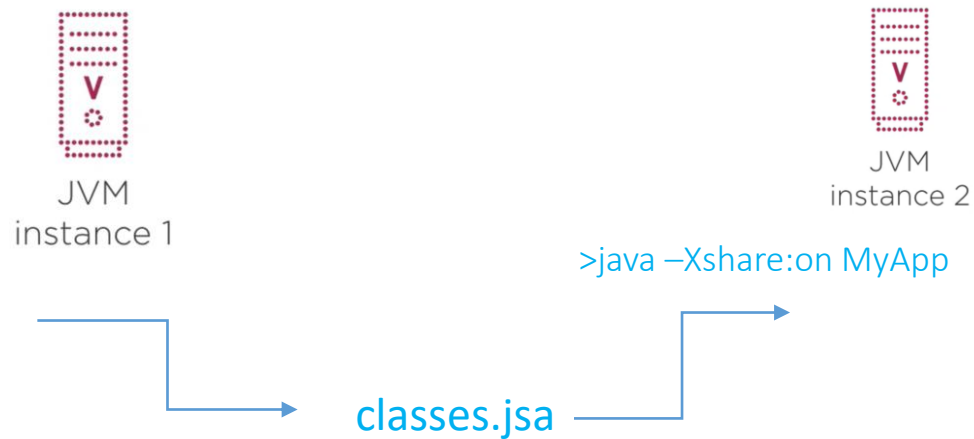 V
JVM
instance 1
V
JVM
instance 2
>java –Xshare:on MyApp
classes.jsa